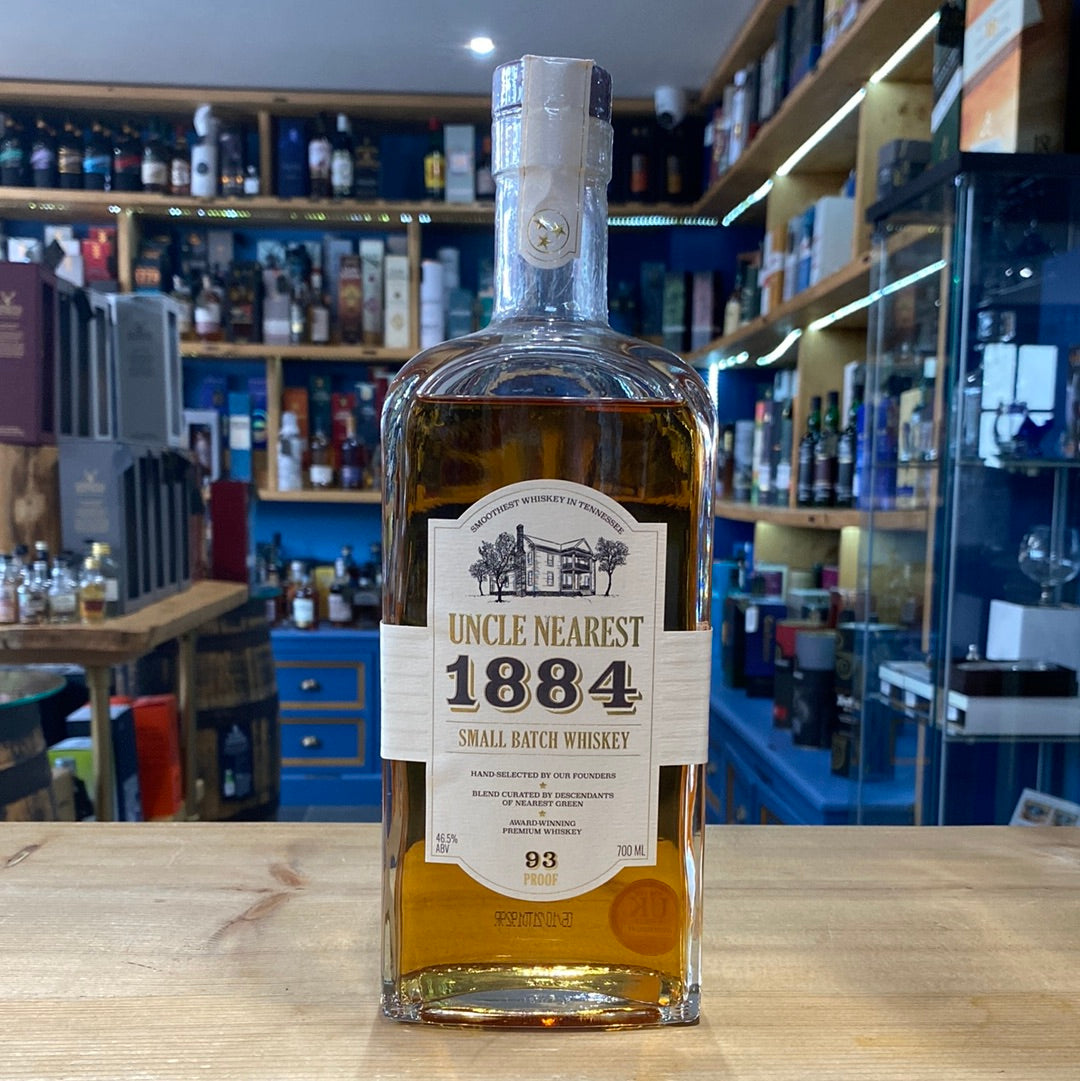 SMOOTHEST WHISKEY IN TENNESSEE
UNCLE NEAREST
1884
SMALL BATCH WHISKEY
HAND-SELECTED BY OUR FOUNDERS
BLEND CURATED BY DESCENDANTS
OF NEAREST GREEN
AWARD-WINNING
PREMIUM WHISKEY
46.5%
ABV
700 ML
93
PROOF